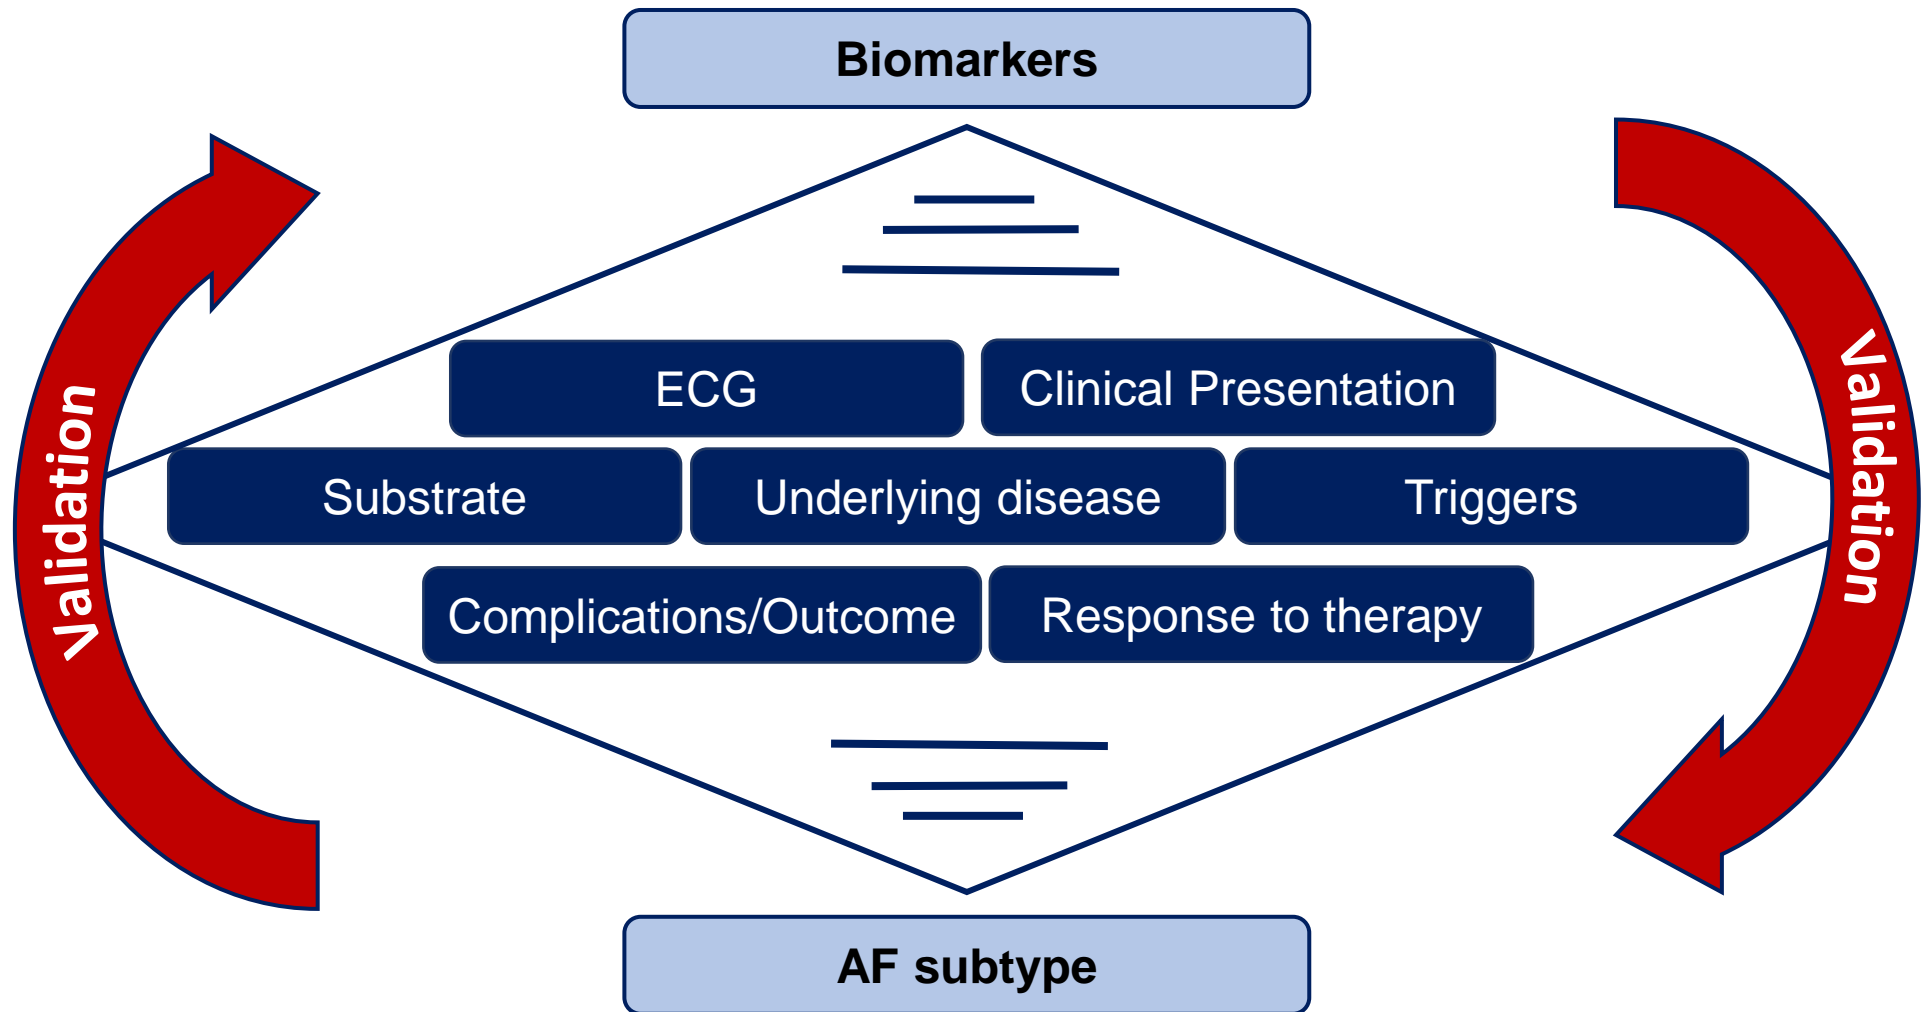 Biomarkers
Validation
Validation
ECG
Clinical Presentation
Substrate
Underlying disease
Triggers
Complications/Outcome
Response to therapy
AF subtype